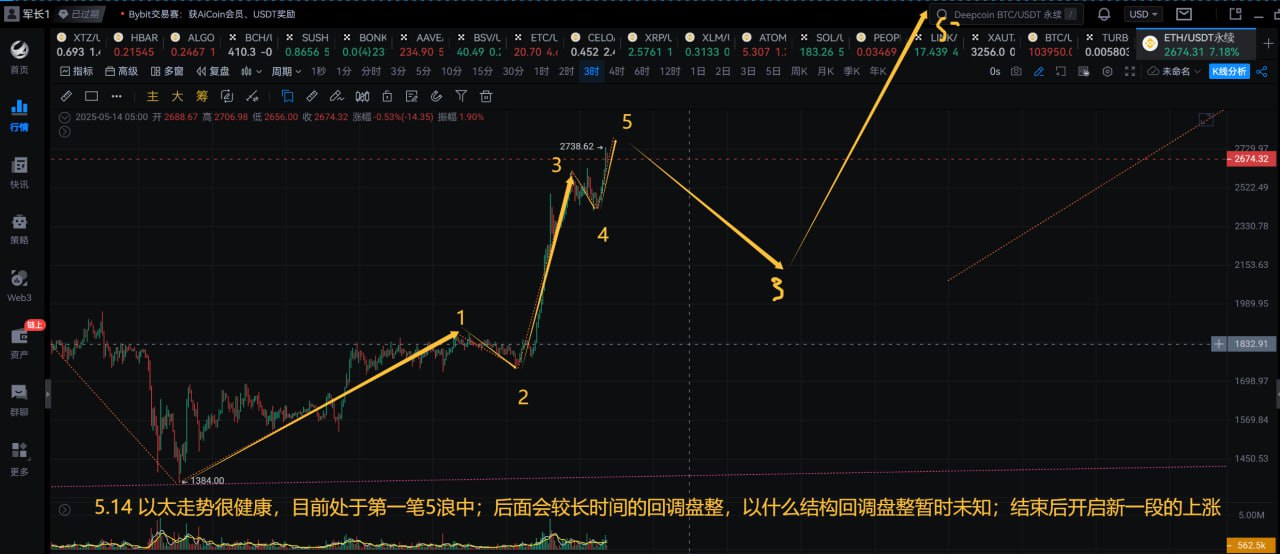 军长1 已过期 • Bybit交易赛：获AiCoin会员、USDT奖励 Deepcoin BTC/USDT 永续 / USD
XTZ/U HBAR ALGO BCH/U SUSH BONK AAVE/ BSV/U ETC/U CELO/ XRP/U XLM/U ATOM SOL/U PEOPL LINK/U XAUT. BTC/U TURB ETH/USDT永续
0.693 1. 0.21545 0.2467 1 410.3 -0 0.8656 5 0.0(4)23 234.90 5 40.49 0. 20.70 4. 0.452 2. 2.5761 3 0.3133 0 5.307 1. 183.26 5 0.03469 17.439 4 3256.0 3 103950.0 0.005803 2674.31 7.18%
首页 指标 高级 多窗 复盘 周期 1秒 1分 分时 3分 5分 10分 15分 30分 1时 2时 3时 4时 6时 12时 1日 2日 3日 5日 周K 月K 季K 年K 0s 未命名 K线分析
主 大 筹
行情
2025-05-14 05:00 开 2688.67 高 2706.98 低 2656.00 收 2674.32 涨幅 -0.53%(-14.35) 振幅 1.90%
5
5
2738.62
2729.97
2674.32
3
快讯
2522.49
4
策略
2330.78
2153.63
3
Web3
1989.95
链上
1
1832.91
资产
1698.97
2
群聊
1569.84
1450.53
更多
1384.00
5.14 以太走势很健康，目前处于第一笔5浪中；后面会较长时间的回调盘整，以什么结构回调盘整暂时未知；结束后开启新一段的上涨
5.00M
562.5k